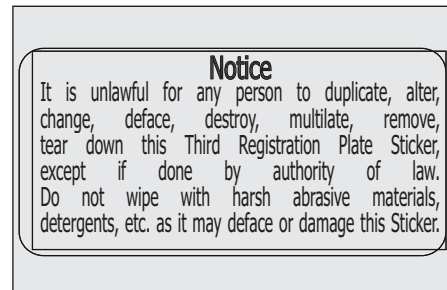 Notice
It is unlawful for any person to duplicate, alter,
change, deface, destroy, multilate, remove,
tear down this Third Registration Plate Sticker,
except if done by authority of law.
Do not wipe with harsh abrasive materials,
detergents, etc. as it may deface or damage this Sticker.